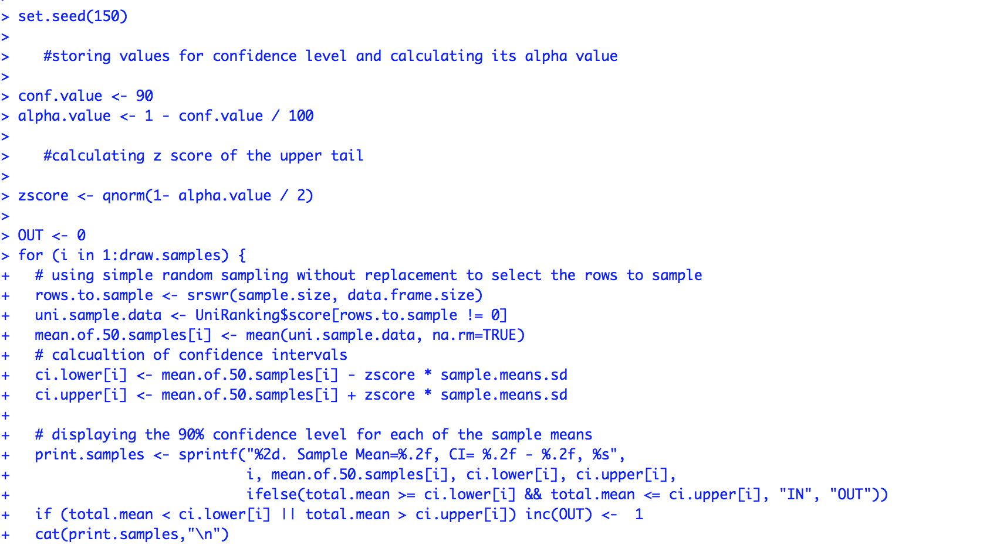 > set.seed(150)
>
>    #storing values for confidence level and calculating its alpha value
>
> conf.value <- 90
> alpha.value <- 1 - conf.value / 100
>
>    #calculating z score of the upper tail
>
> zscore <- qnorm(1- alpha.value / 2)
>
> OUT <- 0
> for (i in 1:draw.samples) {
+   # using simple random sampling without replacement to select the rows to sample
+   rows.to.sample <- srswr(sample.size, data.frame.size)
+   uni.sample.data <- UniRanking$score[rows.to.sample != 0]
+   mean.of.50.samples[i] <- mean(uni.sample.data, na.rm=TRUE)
+   # calcualtion of confidence intervals
+   ci.lower[i] <- mean.of.50.samples[i] - zscore * sample.means.sd
+   ci.upper[i] <- mean.of.50.samples[i] + zscore * sample.means.sd
+
+   # displaying the 90% confidence level for each of the sample means
+   print.samples <- sprintf("%2d. Sample Mean=%.2f, CI= %.2f - %.2f, %s",
+                            i, mean.of.50.samples[i], ci.lower[i], ci.upper[i],
+                            ifelse(total.mean >= ci.lower[i] && total.mean <= ci.upper[i], "IN", "OUT"))
+   if (total.mean < ci.lower[i] || total.mean > ci.upper[i]) inc(OUT) <-  1
+   cat(print.samples,"\n")